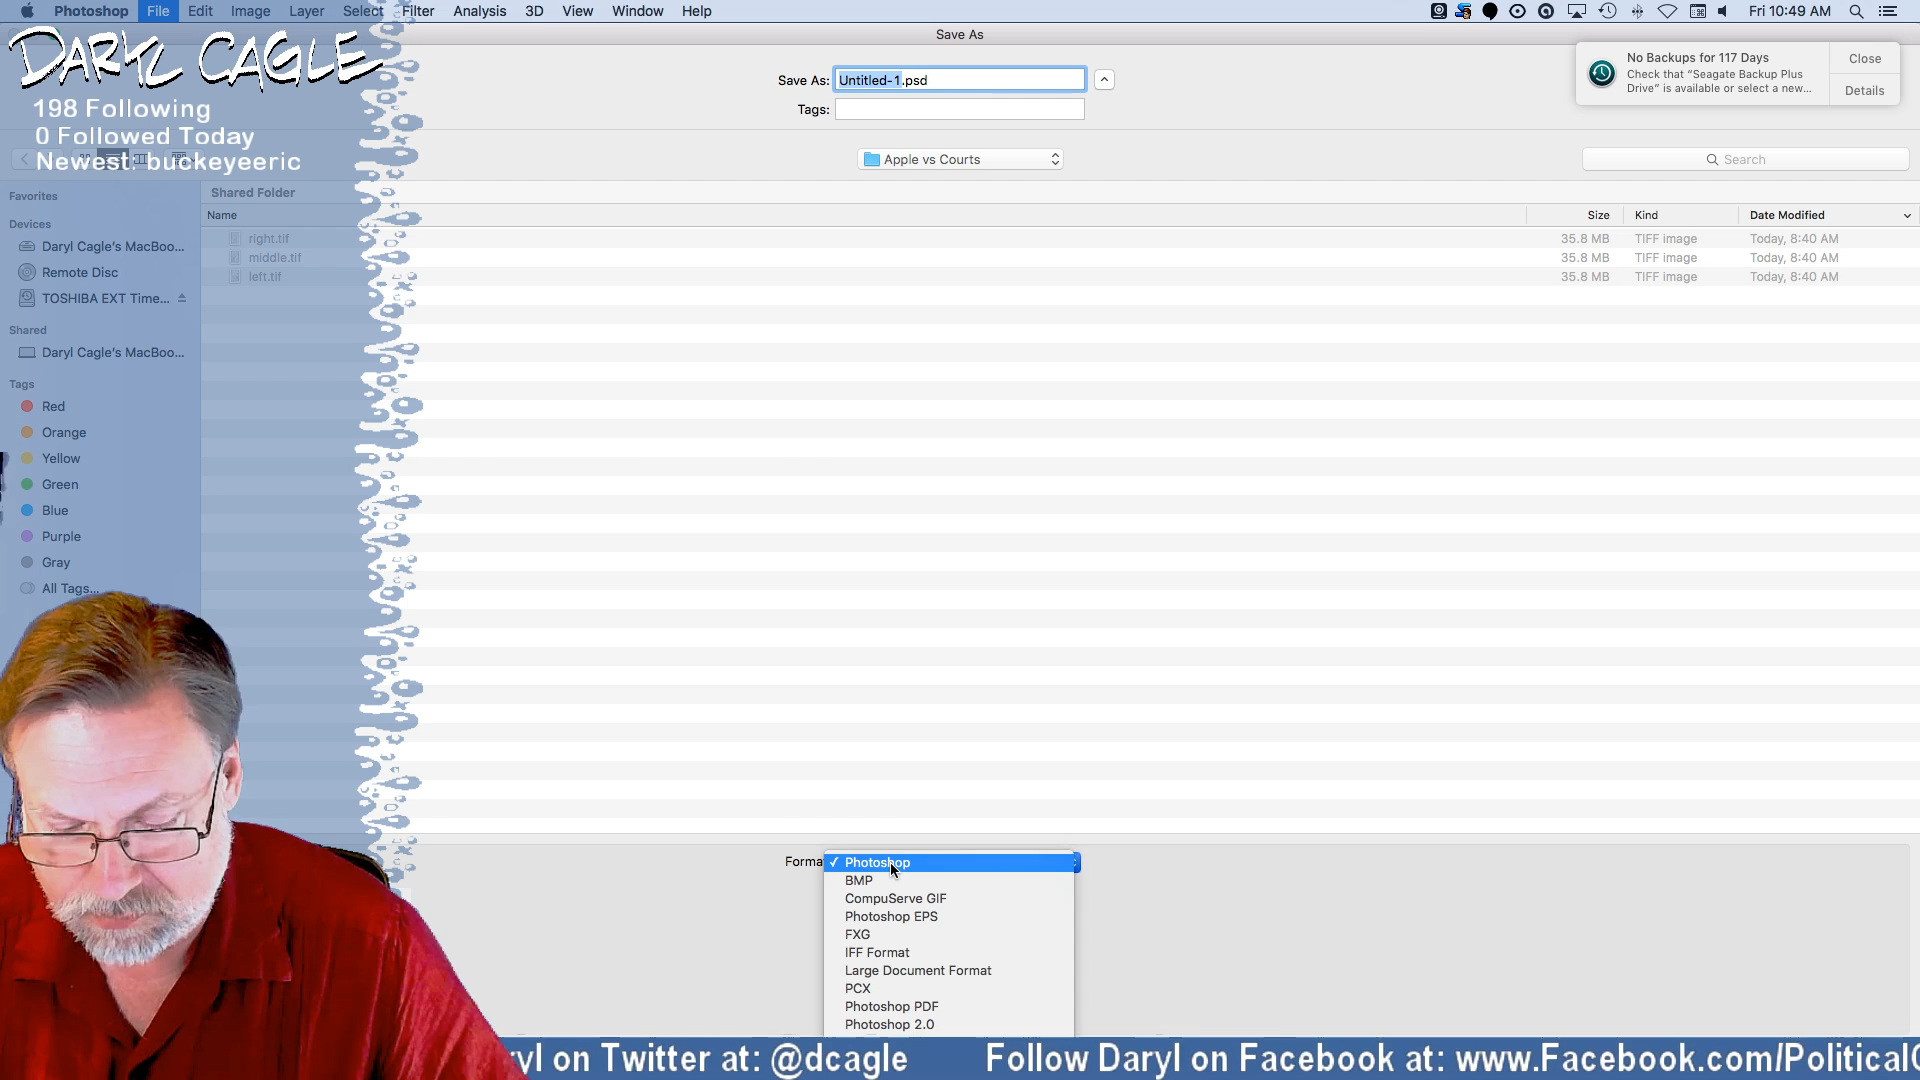 Photoshop File Edit Image Layer Select Filter Analysis 3D View Window Help Fri 10:49 AM
Save As
DARYL CAGLE
198 Following
0 Followed Today
Newest: buckeyeeric
Save As: Untitled-1.psd
Tags:
No Backups for 117 Days
Check that “Seagate Backup Plus
Drive” is available or select a new...
Close
Details
Apple vs Courts
Search
Favorites
Devices
Daryl Cagle’s MacBoo...
Remote Disc
TOSHIBA EXT Time...
Shared
Daryl Cagle’s MacBoo...
Tags
Red
Orange
Yellow
Green
Blue
Purple
Gray
All Tags...
Shared Folder
Name Size Kind Date Modified
right.tif 35.8 MB TIFF image Today, 8:40 AM
middle.tif 35.8 MB TIFF image Today, 8:40 AM
left.tif 35.8 MB TIFF image Today, 8:40 AM
Forma ✓ Photoshop
BMP
CompuServe GIF
Photoshop EPS
FXG
IFF Format
Large Document Format
PCX
Photoshop PDF
Photoshop 2.0
ryl on Twitter at: @dcagle Follow Daryl on Facebook at: www.Facebook.com/PoliticalC